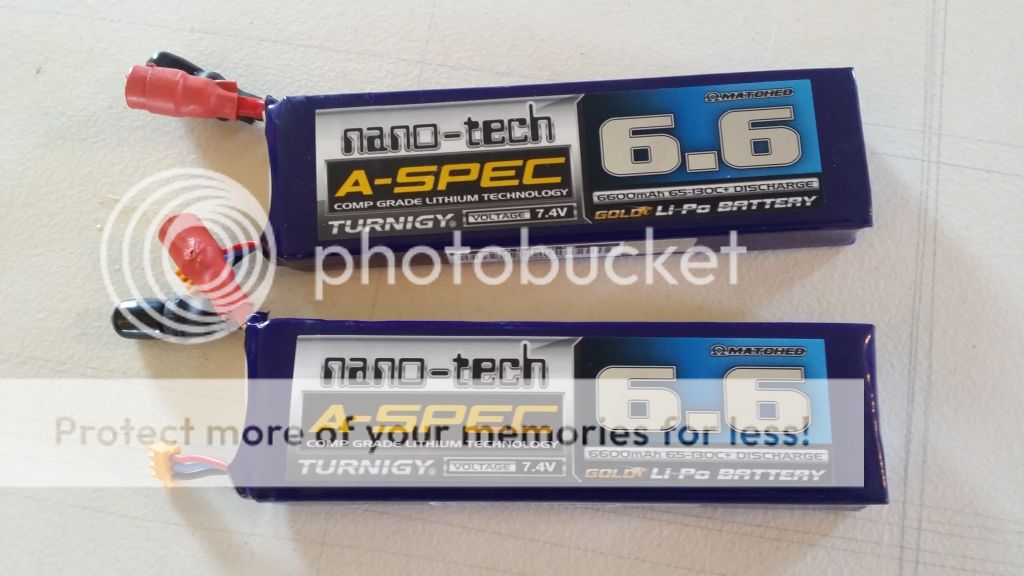 MATCHED
nano-tech
6.6
A-SPEC
COMP GRADE LITHIUM TECHNOLOGY
6600mAh 65-130C+ DISCHARGE
TURNIGY® VOLTAGE 7.4V
GOLD★ Li-Po BATTERY
photobucket
MATCHED
nano-tech
6.6
A-SPEC
Protect more of your memories for less!
COMP GRADE LITHIUM TECHNOLOGY
6600mAh 65-130C+ DISCHARGE
TURNIGY® VOLTAGE 7.4V
GOLD★ Li-Po BATTERY